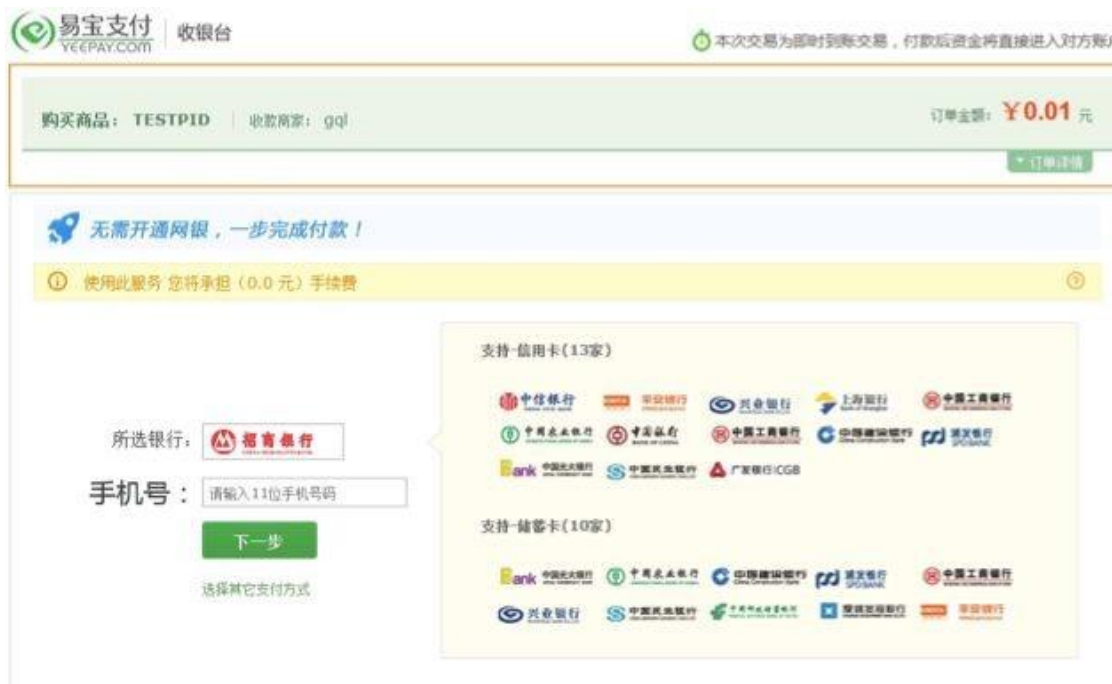 易宝支付 收银台
YEEPAY.COM
本次交易为即时到账交易，付款后资金将直接进入对方账户
购买商品： TESTPID 收款商家： gql 订单金额： ￥0.01 元
订单详情
无需开通网银，一步完成付款！
使用此服务 您将承担（0.0 元）手续费
支持-信用卡(13家)
中信银行 平安银行 兴业银行 上海银行 中国工商银行
所选银行： 招商银行 中国农业银行 中国银行 中国工商银行 中国建设银行 浦发银行
Bank 中国光大银行 中国民生银行 广发银行|CGB
手机号： 请输入11位手机号码
下一步
支持-储蓄卡(10家)
选择其它支付方式
Bank 中国光大银行 中国农业银行 中国建设银行 浦发银行 中国工商银行
兴业银行 中国民生银行 中国邮政储蓄银行 平安银行